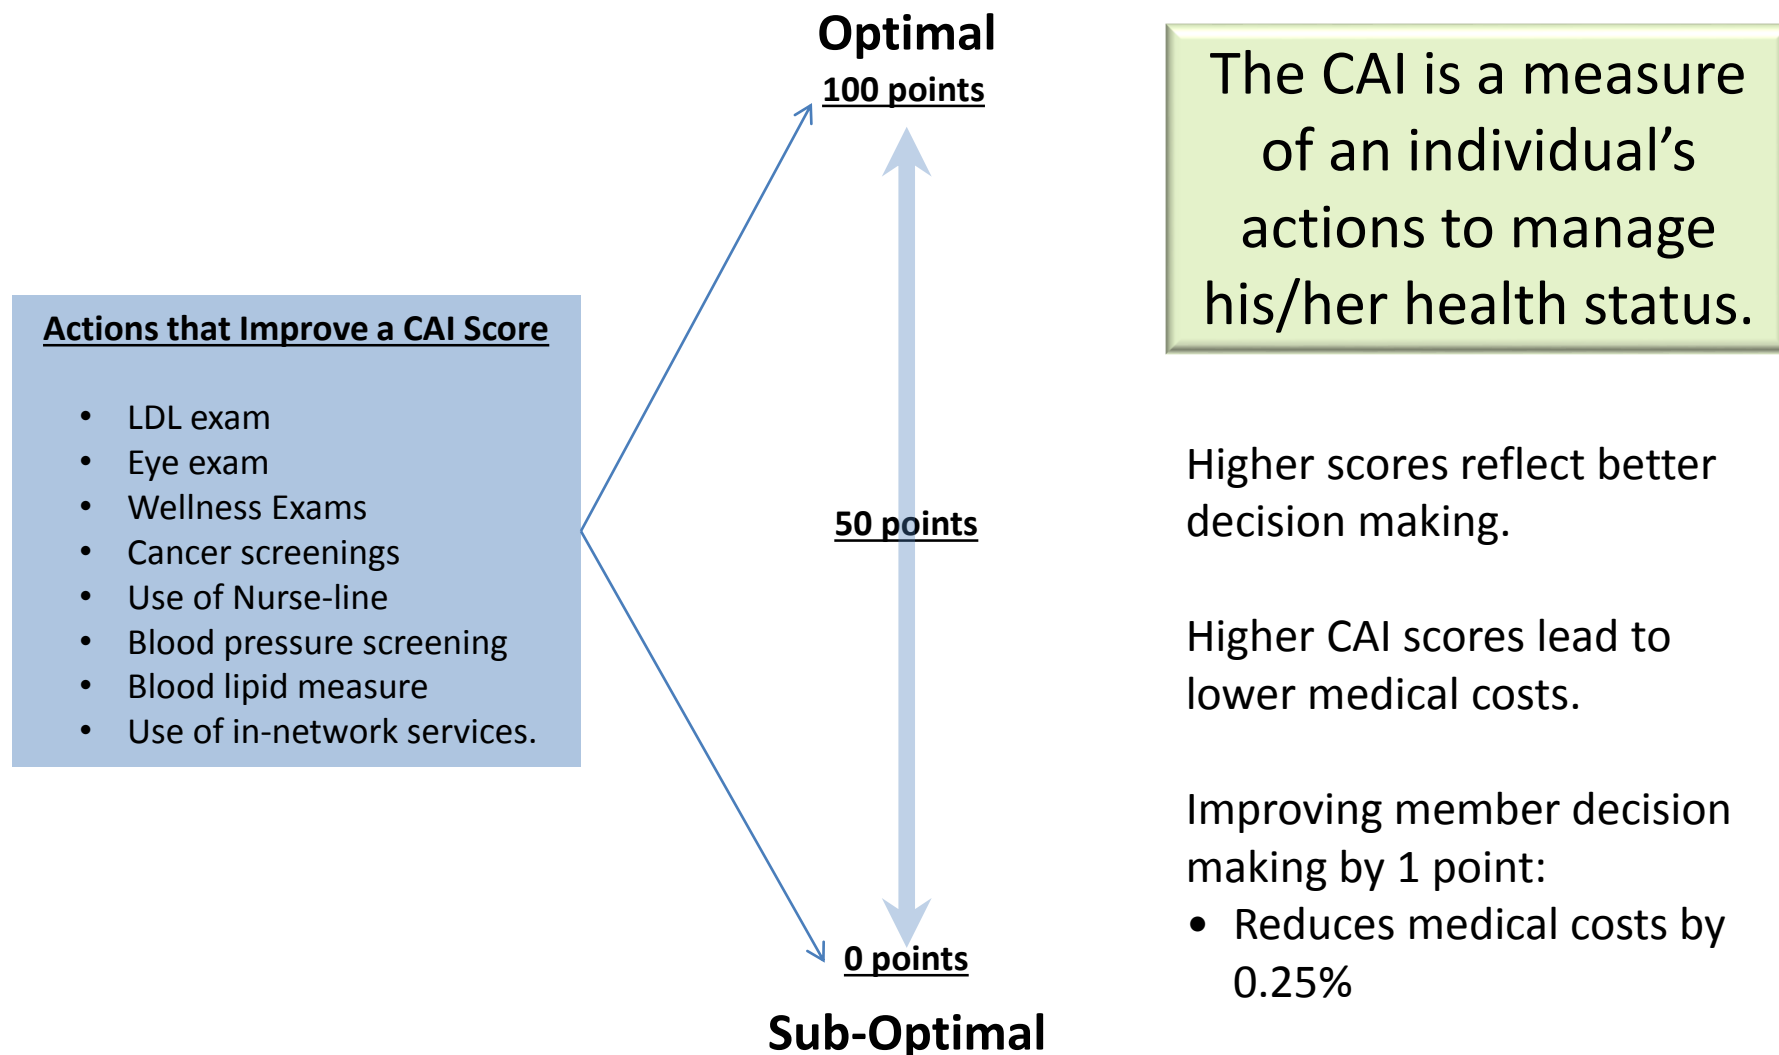 Optimal
100 points
50 points
0 points
Sub-Optimal
Actions that Improve a CAI Score
• LDL exam
• Eye exam
• Wellness Exams
• Cancer screenings
• Use of Nurse-line
• Blood pressure screening
• Blood lipid measure
• Use of in-network services.
The CAI is a measure
of an individual’s
actions to manage
his/her health status.
Higher scores reflect better
decision making.
Higher CAI scores lead to
lower medical costs.
Improving member decision
making by 1 point:
• Reduces medical costs by
0.25%